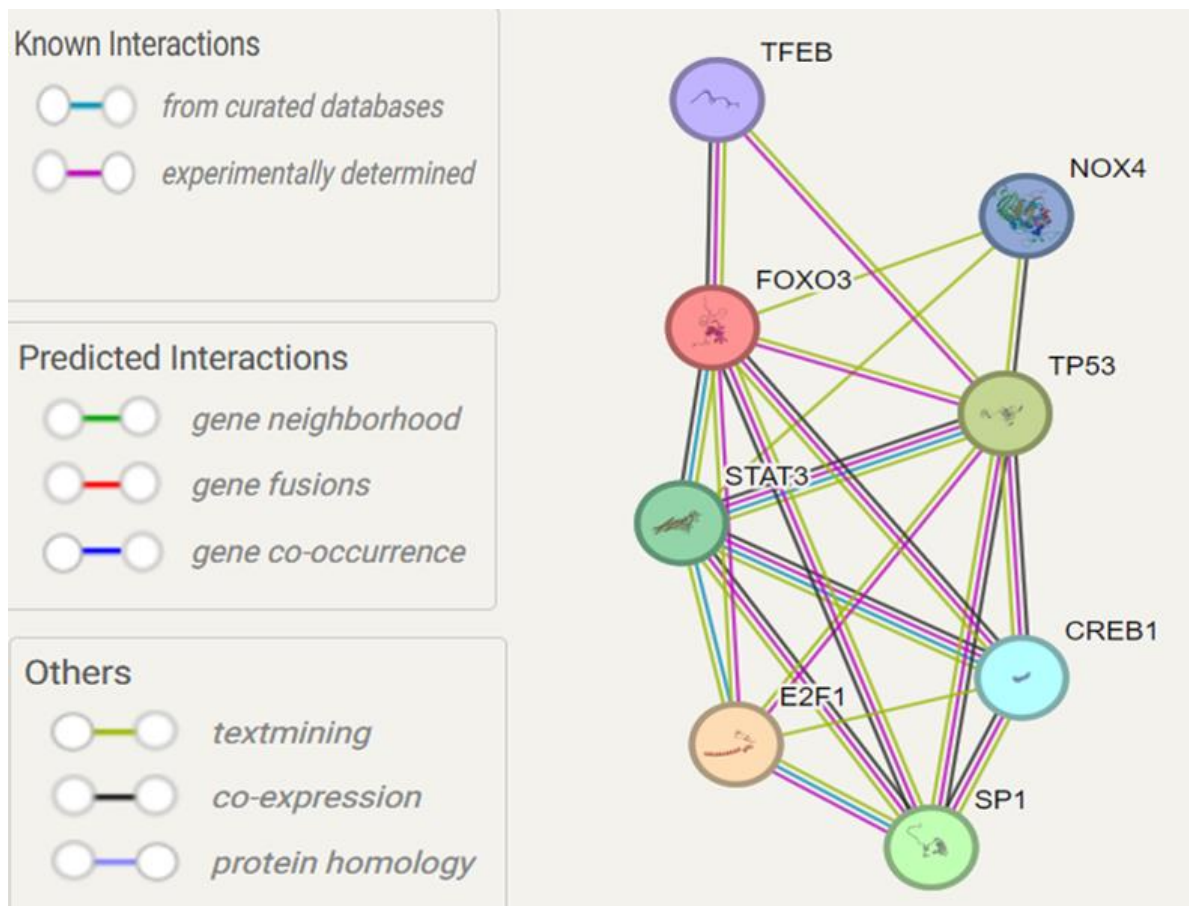 Known Interactions
from curated databases
experimentally determined
Predicted Interactions
gene neighborhood
gene fusions
gene co-occurrence
Others
textmining
co-expression
protein homology
TFEB
NOX4
FOXO3
TP53
STAT3
CREB1
E2F1
SP1